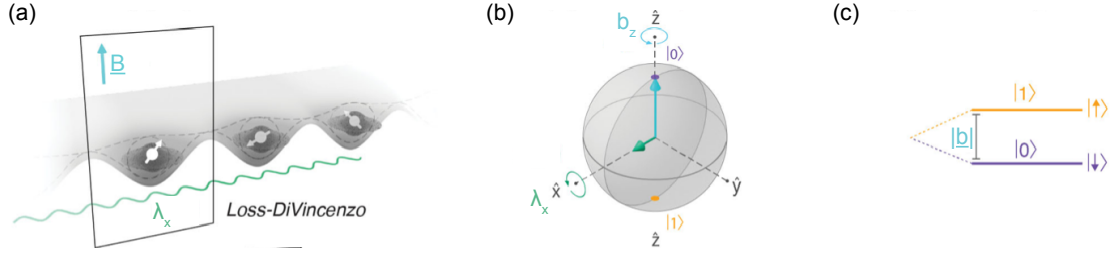 (a)
B
λx
Loss-DiVincenzo
(b)
ẑ
bz
|0⟩
x̂
λx
ŷ
|1⟩
ẑ
(c)
|1⟩
|↑⟩
|b|
|0⟩
|↓⟩